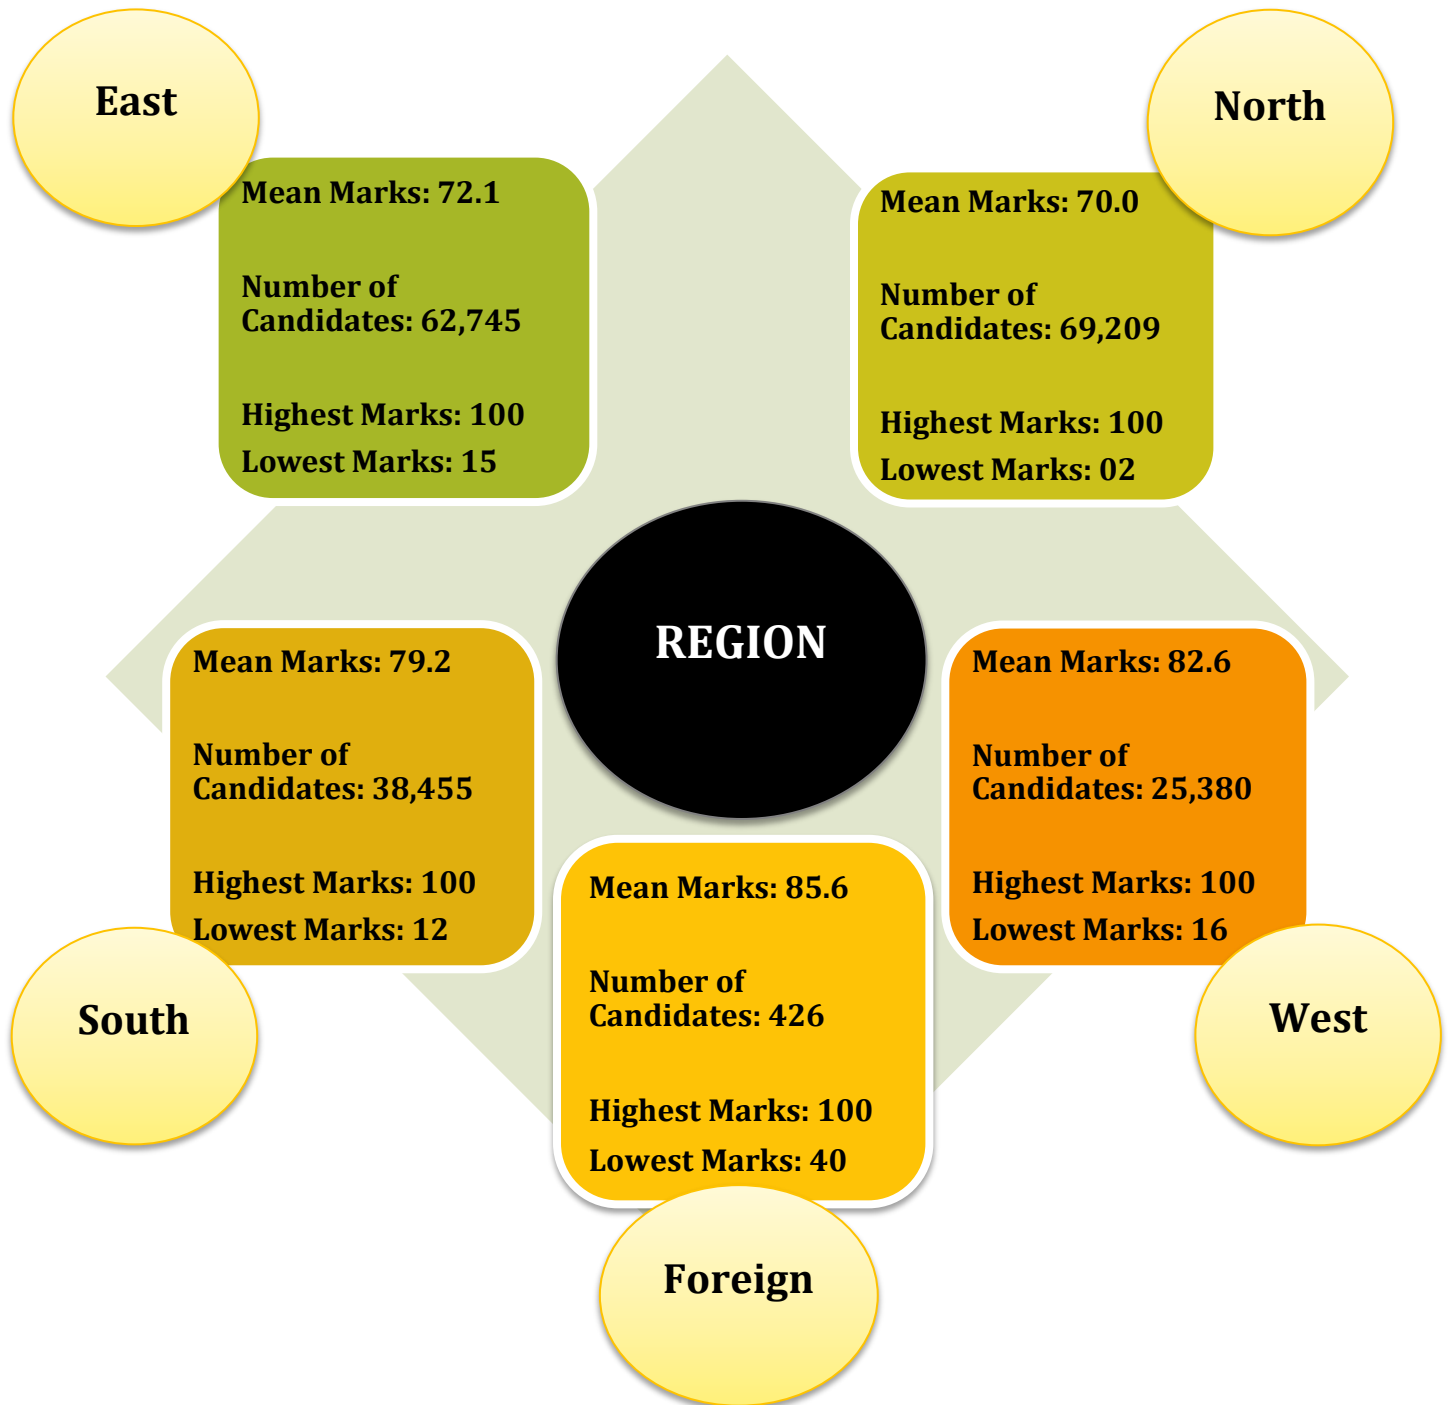 East
Mean Marks: 72.1
Number of
Candidates: 62,745
Highest Marks: 100
Lowest Marks: 15
North
Mean Marks: 70.0
Number of
Candidates: 69,209
Highest Marks: 100
Lowest Marks: 02
REGION
Mean Marks: 79.2
Number of
Candidates: 38,455
Highest Marks: 100
Lowest Marks: 12
South
Mean Marks: 85.6
Number of
Candidates: 426
Highest Marks: 100
Lowest Marks: 40
Foreign
Mean Marks: 82.6
Number of
Candidates: 25,380
Highest Marks: 100
Lowest Marks: 16
West